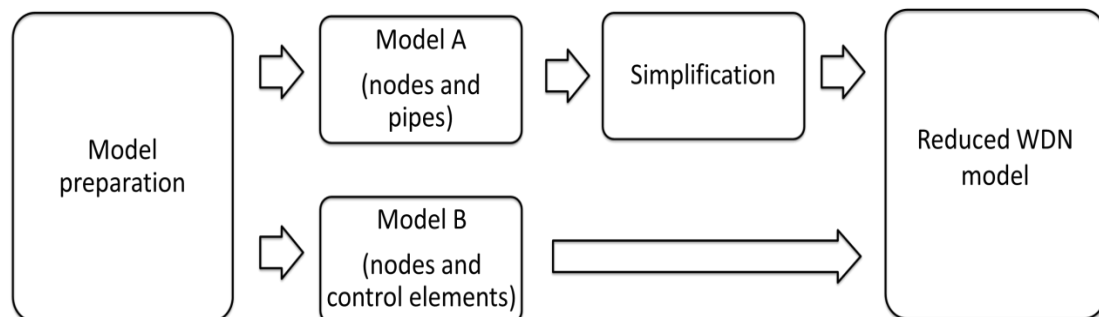 Model
preparation
Model A
(nodes and
pipes)
Simplification
Model B
(nodes and
control elements)
Reduced WDN
model